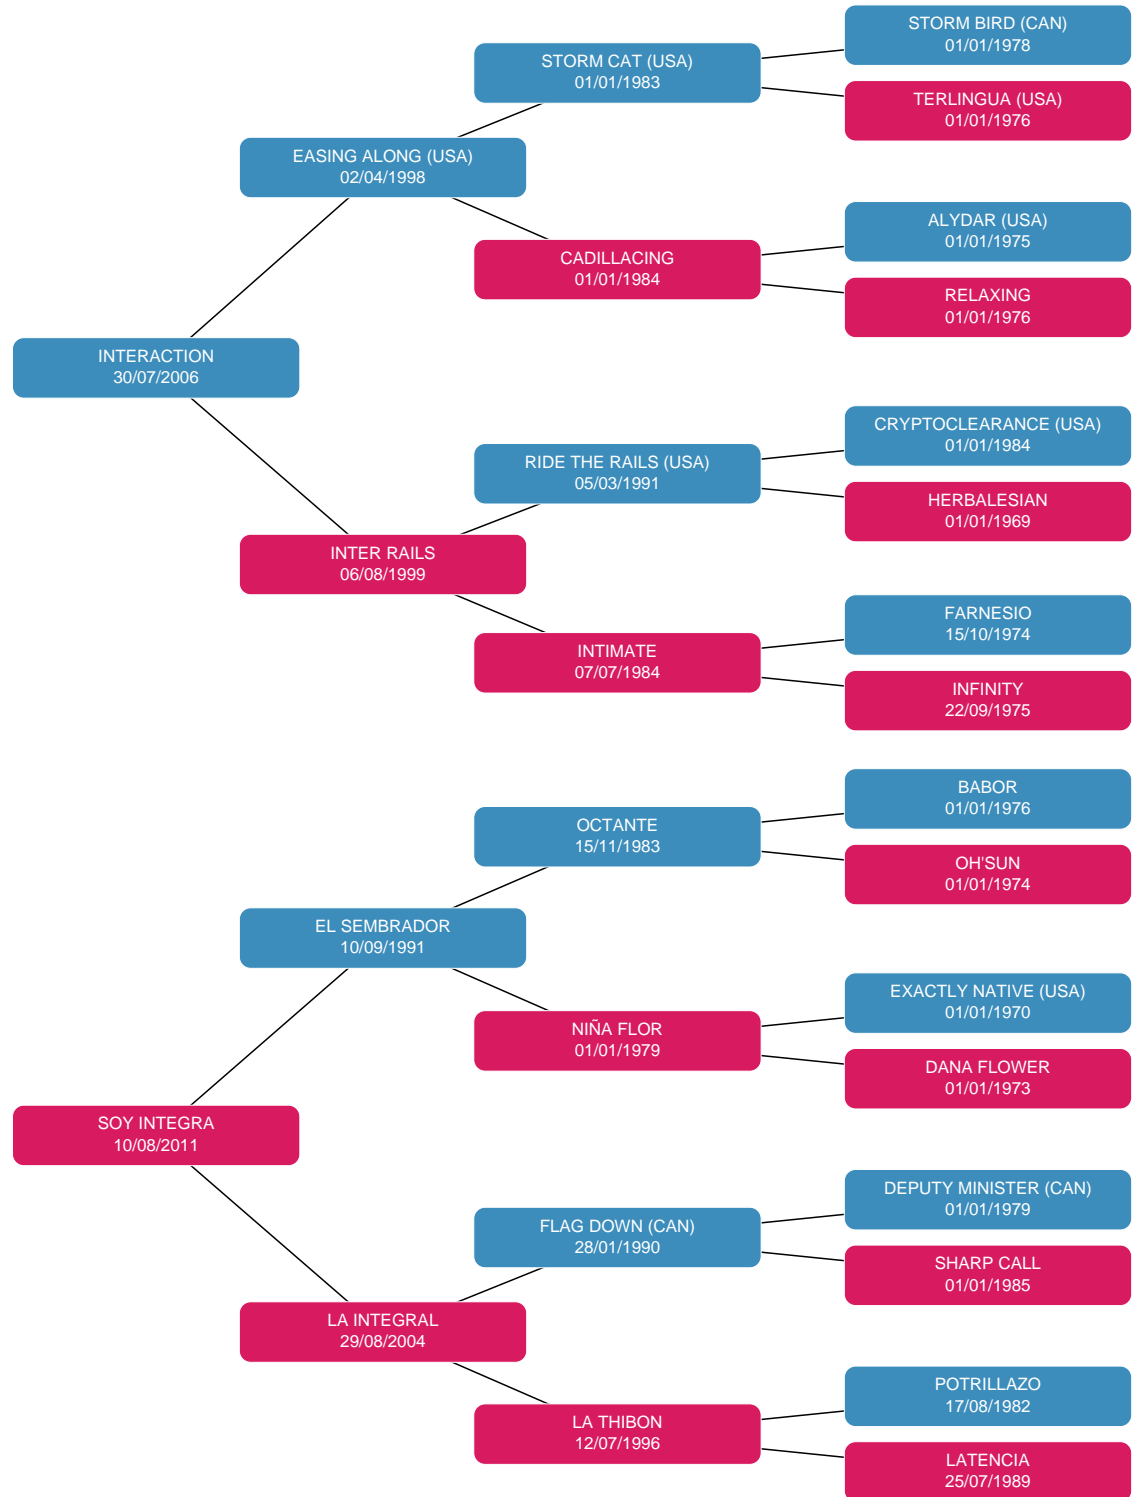 STORM BIRD (CAN)
01/01/1978
STORM CAT (USA)
01/01/1983
TERLINGUA (USA)
01/01/1976
EASING ALONG (USA)
02/04/1998
ALYDAR (USA)
01/01/1975
CADILLACING
01/01/1984
RELAXING
01/01/1976
INTERACTION
30/07/2006
CRYPTOCLEARANCE (USA)
01/01/1984
RIDE THE RAILS (USA)
05/03/1991
HERBALESIAN
01/01/1969
INTER RAILS
06/08/1999
FARNESIO
15/10/1974
INTIMATE
07/07/1984
INFINITY
22/09/1975
BABOR
01/01/1976
OCTANTE
15/11/1983
OH'SUN
01/01/1974
EL SEMBRADOR
10/09/1991
EXACTLY NATIVE (USA)
01/01/1970
NIÑA FLOR
01/01/1979
DANA FLOWER
01/01/1973
SOY INTEGRA
10/08/2011
DEPUTY MINISTER (CAN)
01/01/1979
FLAG DOWN (CAN)
28/01/1990
SHARP CALL
01/01/1985
LA INTEGRAL
29/08/2004
POTRILLAZO
17/08/1982
LA THIBON
12/07/1996
LATENCIA
25/07/1989